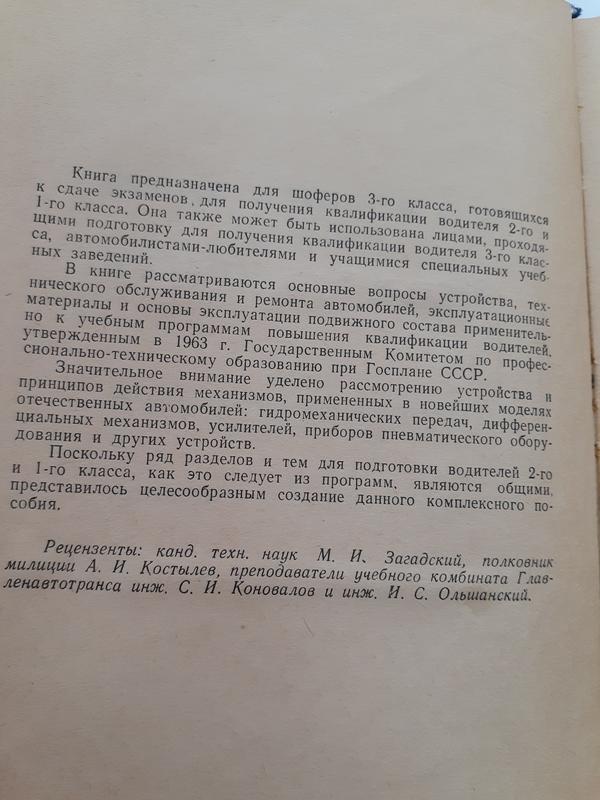 Книга предназначена для шоферов 3-го класса, готовящихся
к сдаче экзаменов для получения квалификации водителя 2-го и
1-го класса. Она также может быть использована лицами, проходя-
щими подготовку для получения квалификации водителя 3-го клас-
са, автомобилистами-любителями и учащимися специальных учеб-
ных заведений.
В книге рассматриваются основные вопросы устройства, тех-
нического обслуживания и ремонта автомобилей, эксплуатационные
материалы и основы эксплуатации подвижного состава применитель-
но к учебным программам повышения квалификации водителей,
утвержденным в 1963 г. Государственным Комитетом по профес-
сионально-техническому образованию при Госплане СССР.
Значительное внимание уделено рассмотрению устройства и
принципов действия механизмов, примененных в новейших моделях
отечественных автомобилей: гидромеханических передач, дифферен-
циальных механизмов, усилителей, приборов пневматического обору-
дования и других устройств.
Поскольку ряд разделов и тем для подготовки водителей 2-го
и 1-го класса, как это следует из программ, являются общими,
представилось целесообразным создание данного комплексного по-
собия.
Рецензенты: канд. техн. наук М. И. Загадский, полковник
милиции А. И. Костылев, преподаватели учебного комбината Глав-
ленавтотранса инж. С. И. Коновалов и инж. И. С. Ольшанский.